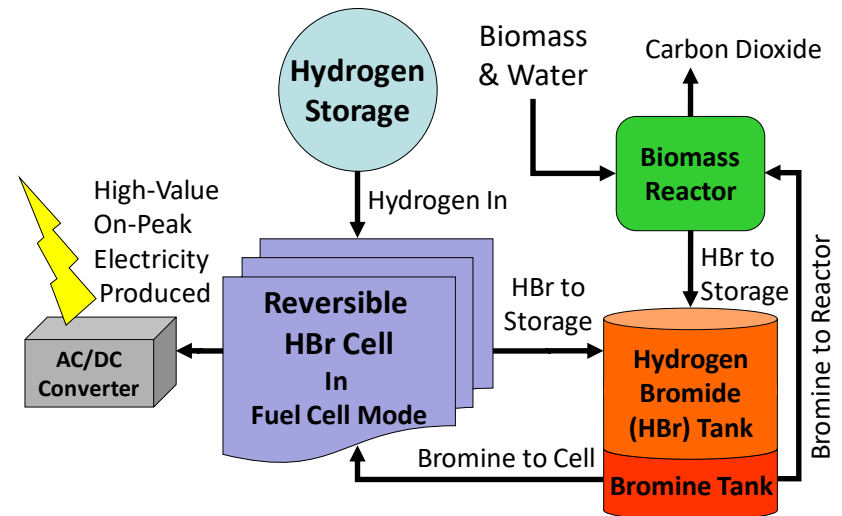 Hydrogen
Storage
Biomass
& Water
Carbon Dioxide
Biomass
Reactor
Hydrogen In
High-Value
On-Peak
Electricity
Produced
AC/DC
Converter
Reversible
HBr Cell
In
Fuel Cell Mode
HBr to
Storage
HBr to
Storage
Hydrogen
Bromide
(HBr) Tank
Bromine Tank
Bromine to Cell
Bromine to Reactor